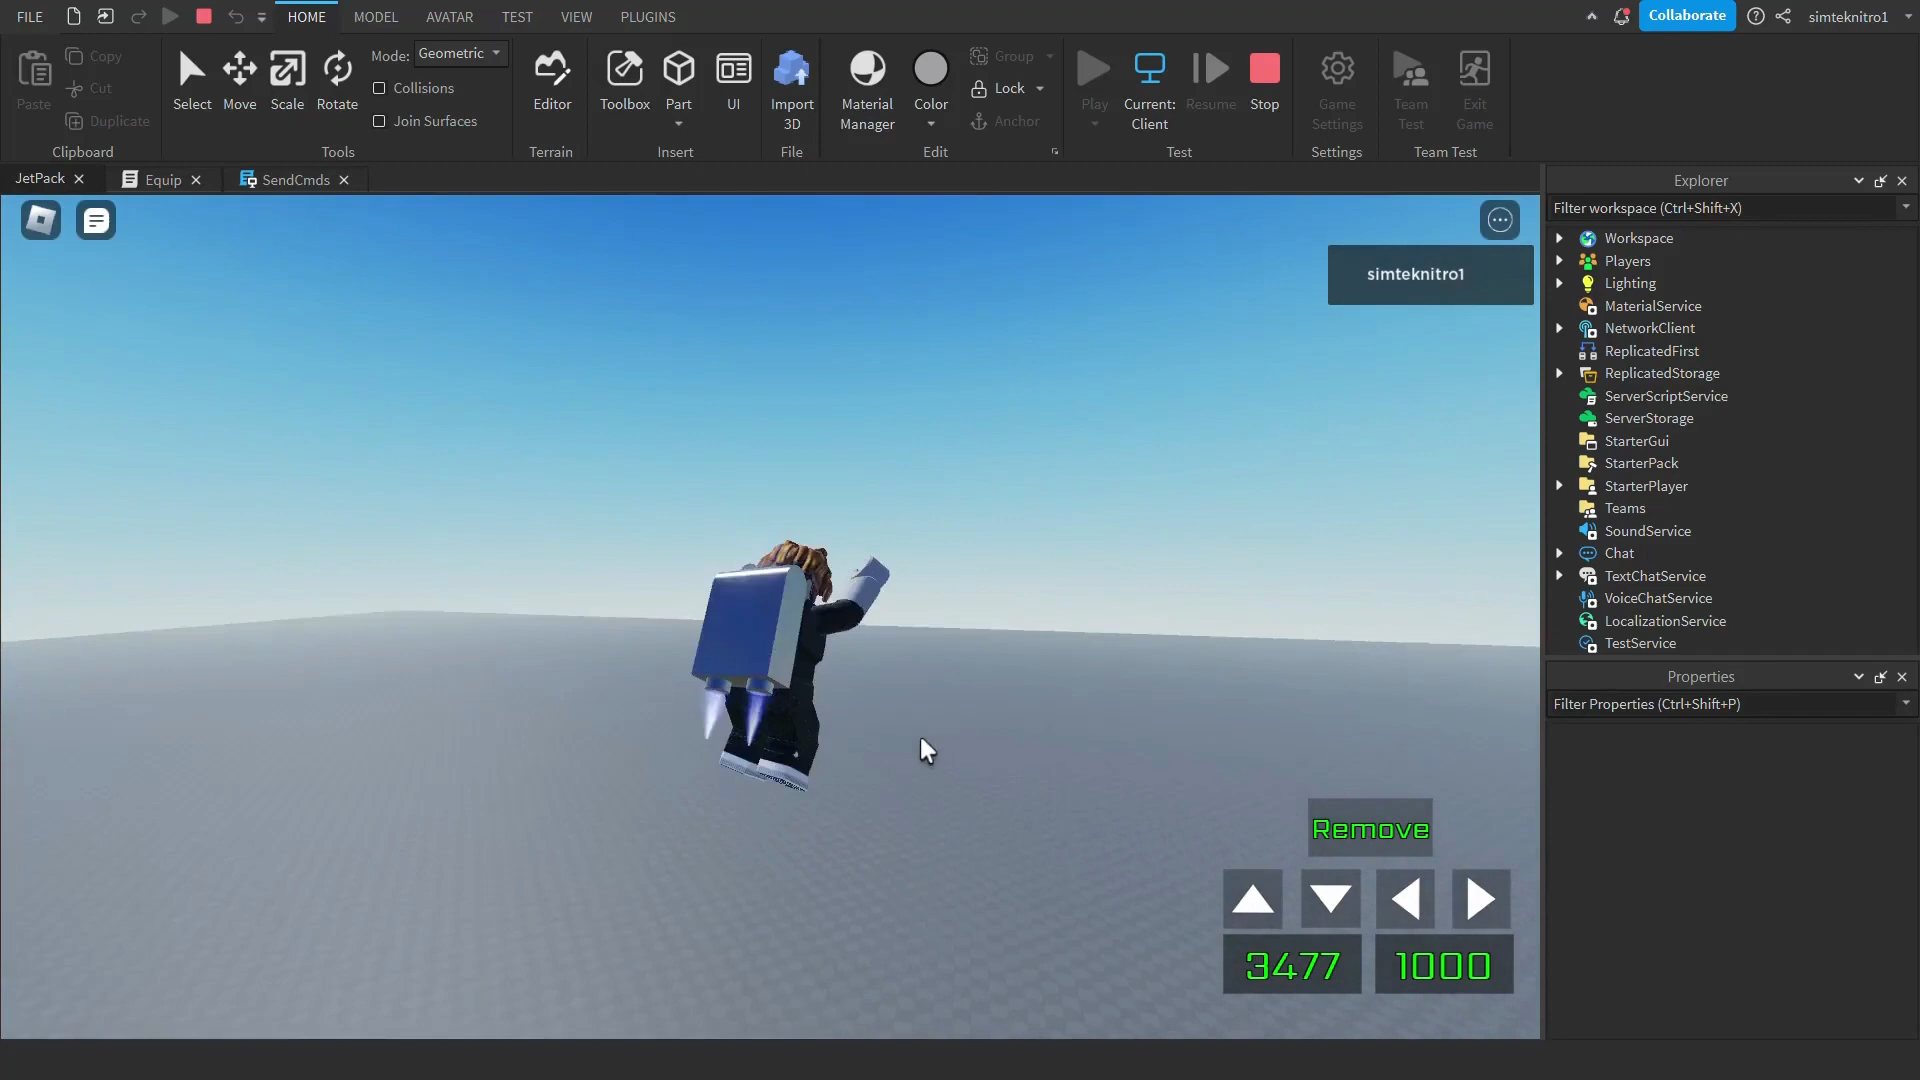 FILE HOME MODEL AVATAR TEST VIEW PLUGINS Collaborate simteknitro1
Paste Copy Cut Duplicate
Clipboard
Select Move Scale Rotate
Mode: Geometric
Collisions
Join Surfaces
Tools
Editor
Terrain
Toolbox Part UI
Insert
Import
3D
File
Material
Manager
Color
Group
Lock
Anchor
Edit
Play
Current:
Client
Resume
Stop
Test
Game
Settings
Settings
Team
Test
Exit
Game
Team Test
JetPack Equip SendCmds
simteknitro1
Remove
3477 1000
Explorer
Filter workspace (Ctrl+Shift+X)
Workspace
Players
Lighting
MaterialService
NetworkClient
ReplicatedFirst
ReplicatedStorage
ServerScriptService
ServerStorage
StarterGui
StarterPack
StarterPlayer
Teams
SoundService
Chat
TextChatService
VoiceChatService
LocalizationService
TestService
Properties
Filter Properties (Ctrl+Shift+P)